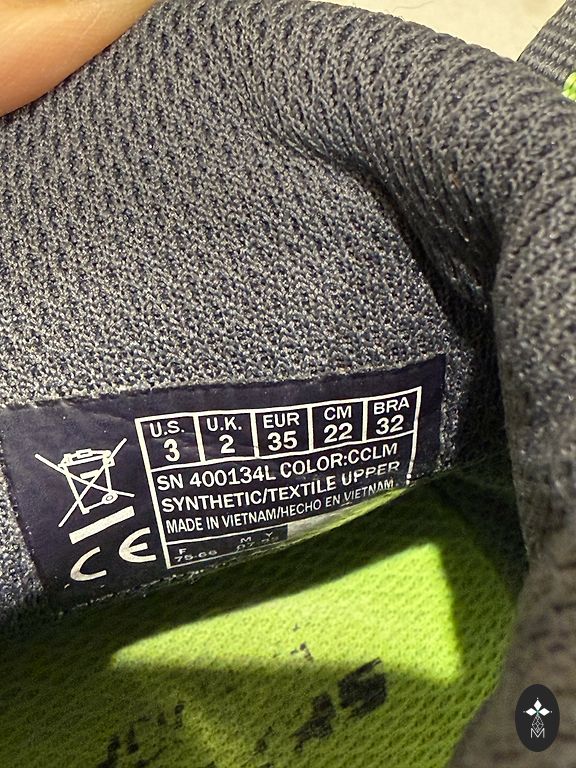 U.S. U.K. EUR CM BRA
3 2 35 22 32
SN 400134L COLOR:CCLM
SYNTHETIC/TEXTILE UPPER
MADE IN VIETNAM/HECHO EN VIETNAM
F M Y
CE
M